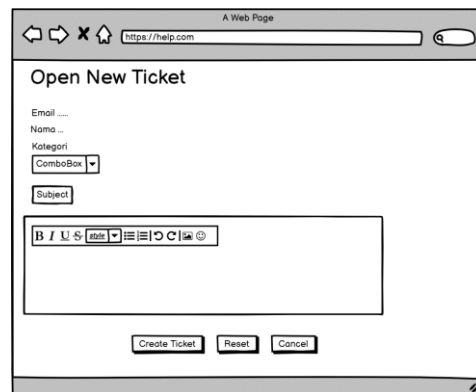 A Web Page
https://help.com
Open New Ticket
Email ......
Nama ...
Kategori
ComboBox
Subject
B I U S style
Create Ticket Reset Cancel